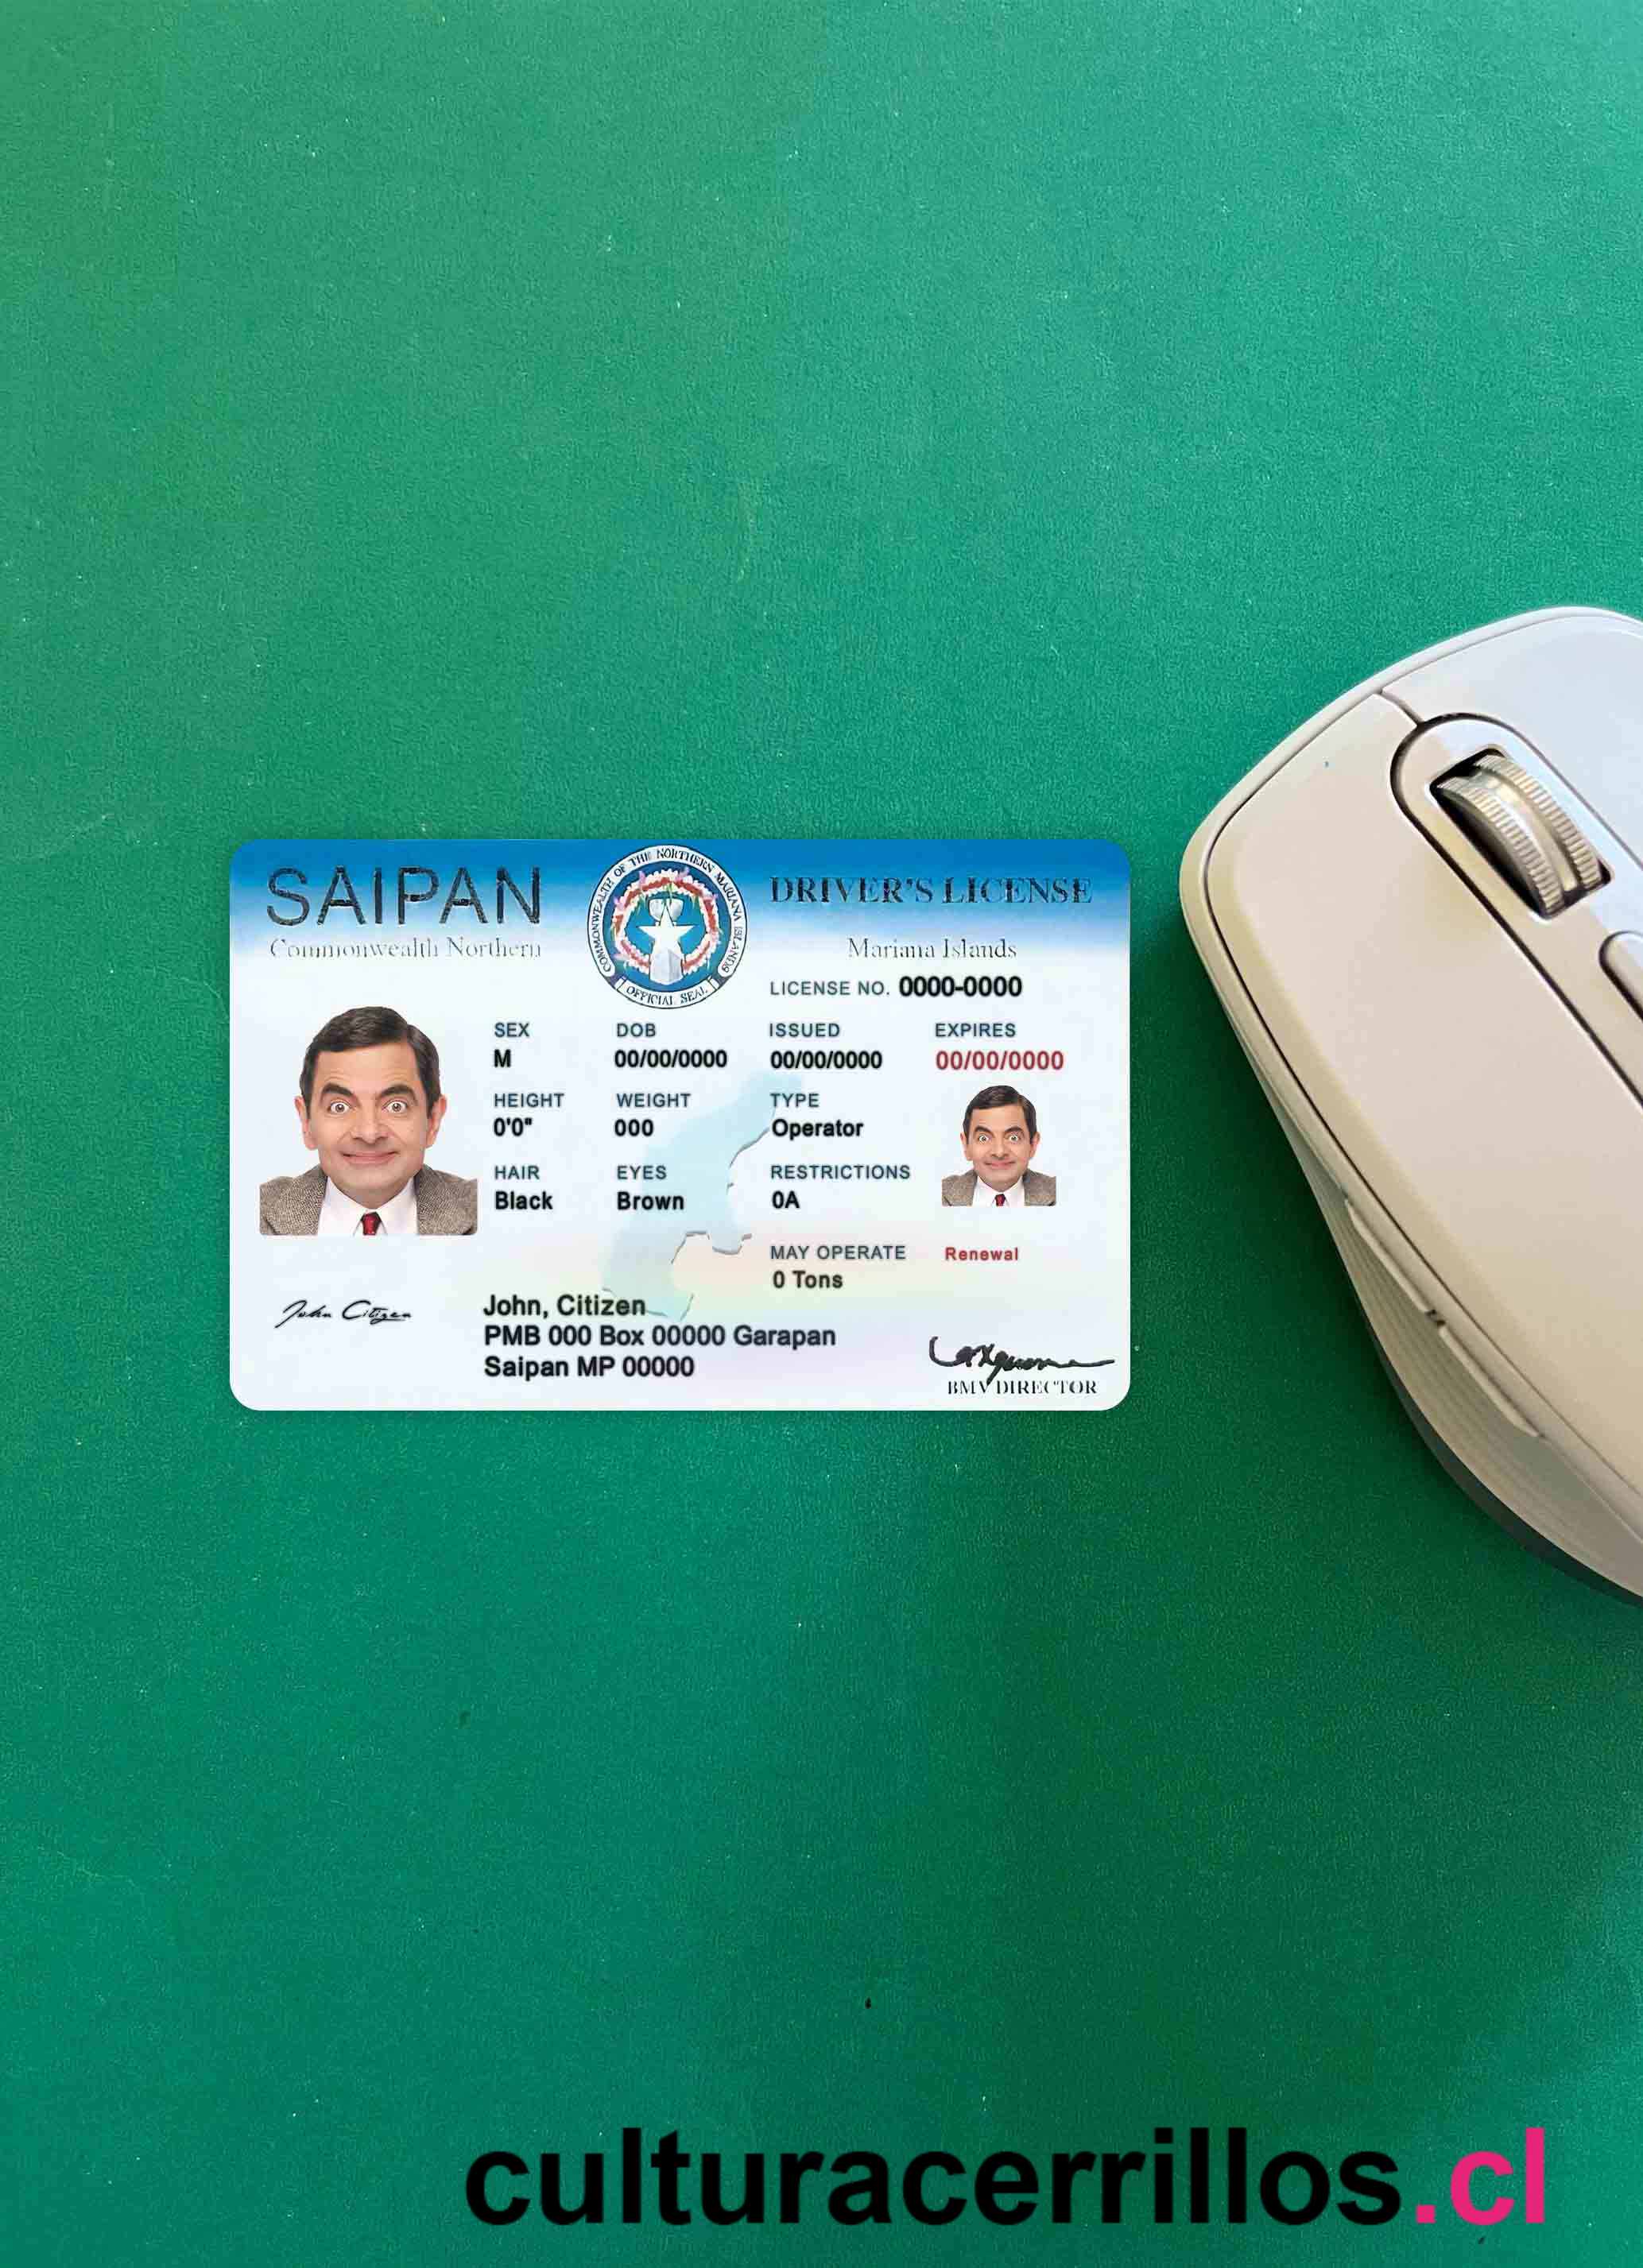 SAIPAN
Commonwealth Northern
COMMONWEALTH OF THE NORTHERN MARIANA ISLANDS
OFFICIAL SEAL
DRIVER'S LICENSE
Mariana Islands
LICENSE NO. 0000-0000
SEX DOB ISSUED EXPIRES
M 00/00/0000 00/00/0000 00/00/0000
HEIGHT WEIGHT TYPE
0'0" 000 Operator
HAIR EYES RESTRICTIONS
Black Brown 0A
MAY OPERATE Renewal
0 Tons
John Citizen
John, Citizen
PMB 000 Box 00000 Garapan
Saipan MP 00000
BMV DIRECTOR
culturacerrillos.cl